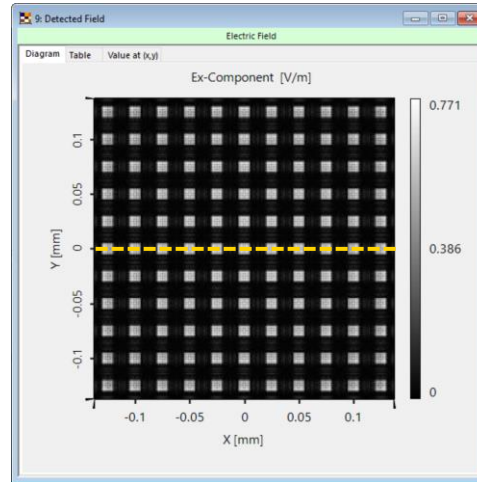 9: Detected Field
Electric Field
Diagram Table Value at (x,y)
Ex-Component [V/m]
0.771
0.386
0
0.1
0.05
0
-0.05
-0.1
Y [mm]
-0.1 -0.05 0 0.05 0.1
X [mm]